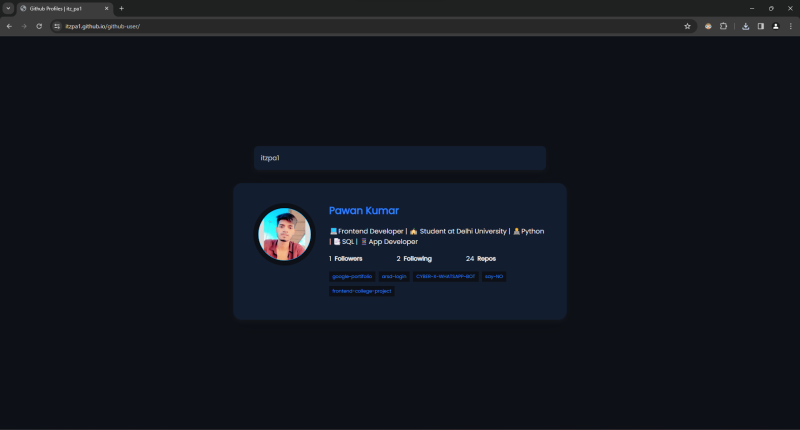 Github Profiles | itz_pa1
itzpa1.github.io/github-user/
itzpa1
Pawan Kumar
👨‍💻Frontend Developer | 🏫 Student at Delhi University | 👨‍💻Python
| 📄 SQL | 📱 App Developer
1 Followers 2 Following 24 Repos
google-portfolio and-login CYBER-X-WHATSAPP-BOT say-NO
frontend-college-project